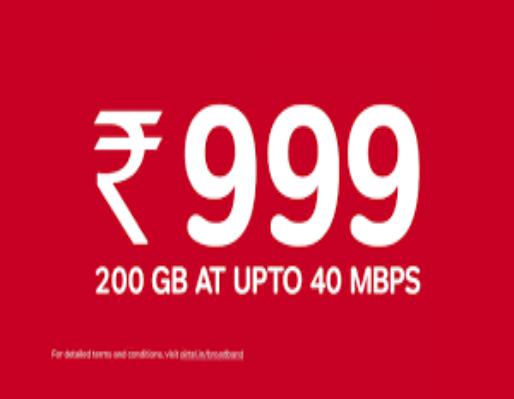 ₹ 999
200 GB AT UPTO 40 MBPS
For detailed terms and conditions, visit airtel.in/broadband